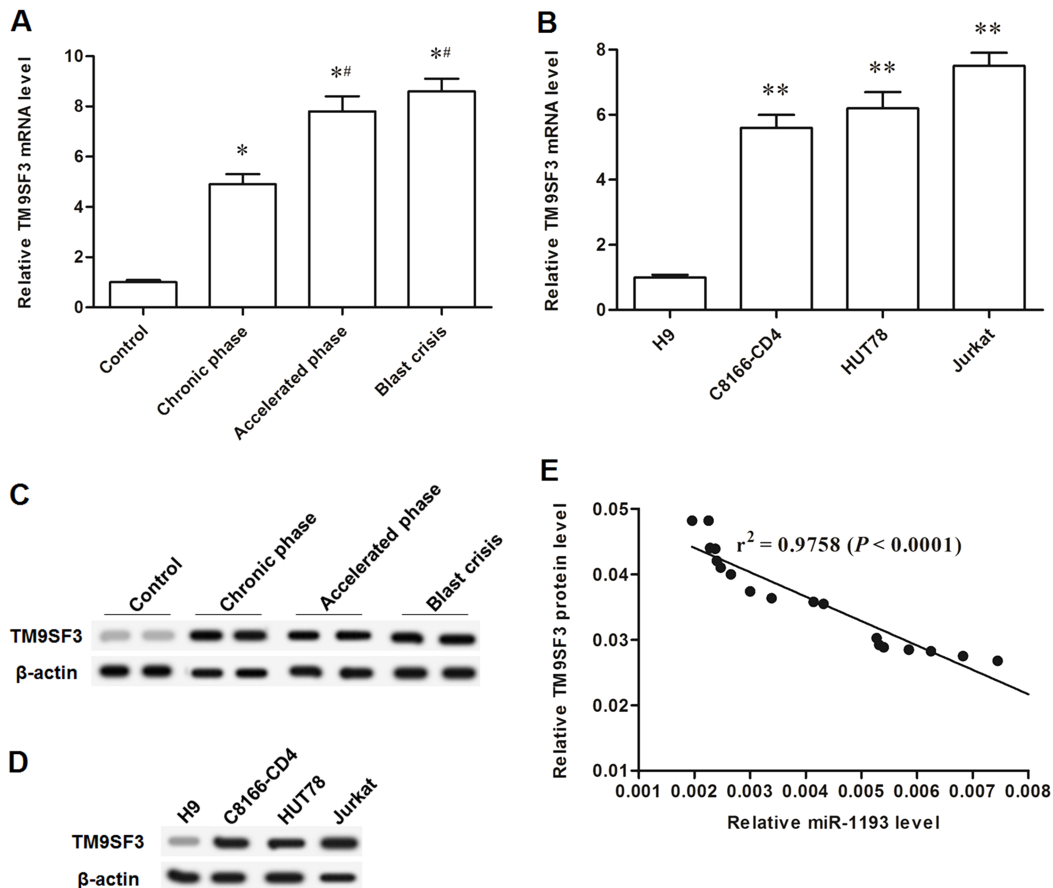 A
Relative TM9SF3 mRNA level
10
8
6
4
2
0
*
*#
*#
Control
Chronic phase
Accelerated phase
Blast crisis
B
Relative TM9SF3 mRNA level
8
6
4
2
0
**
**
**
H9
C8166-CD4
HUT78
Jurkat
C
Control
Chronic phase
Accelerated phase
Blast crisis
TM9SF3
β-actin
D
H9
C8166-CD4
HUT78
Jurkat
TM9SF3
β-actin
E
Relative TM9SF3 protein level
0.05
0.04
0.03
0.02
0.01
r² = 0.9758 (P < 0.0001)
0.001 0.002 0.003 0.004 0.005 0.006 0.007 0.008
Relative miR-1193 level